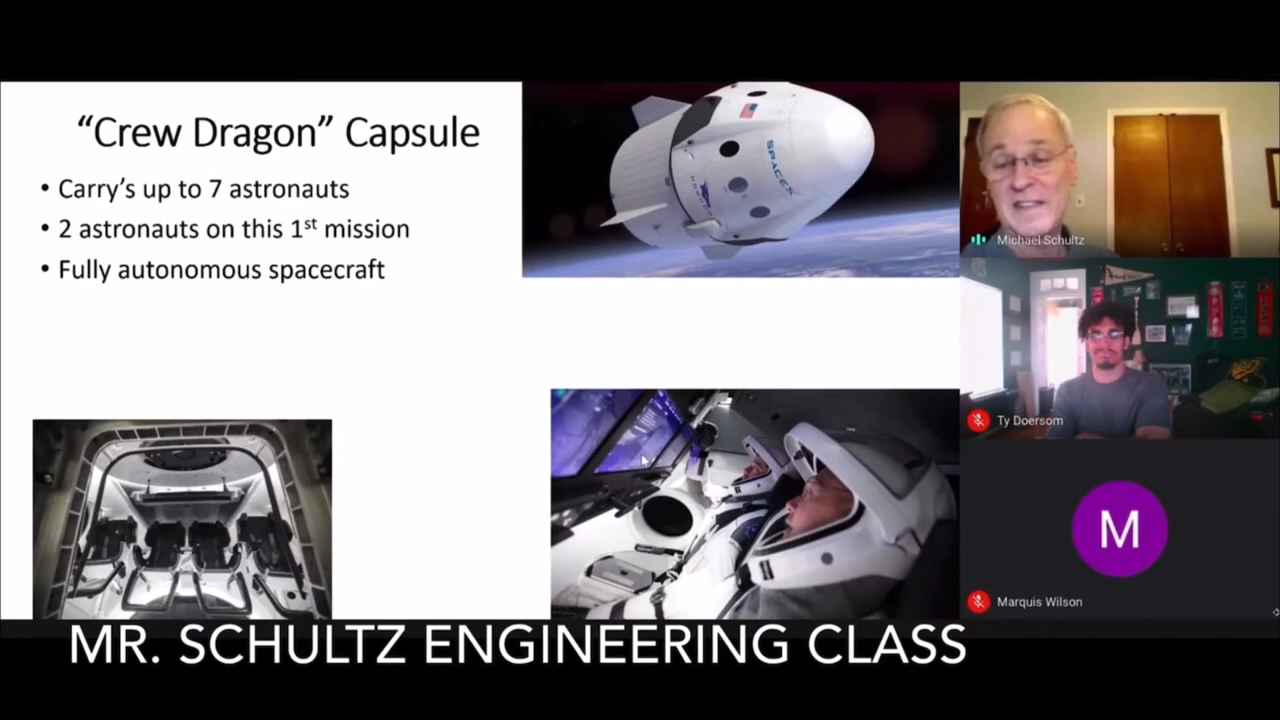 “Crew Dragon” Capsule
• Carry’s up to 7 astronauts
• 2 astronauts on this 1st mission
• Fully autonomous spacecraft
SPACEX
Michael Schultz
Ty Doersom
M
Marquis Wilson
MR. SCHULTZ ENGINEERING CLASS